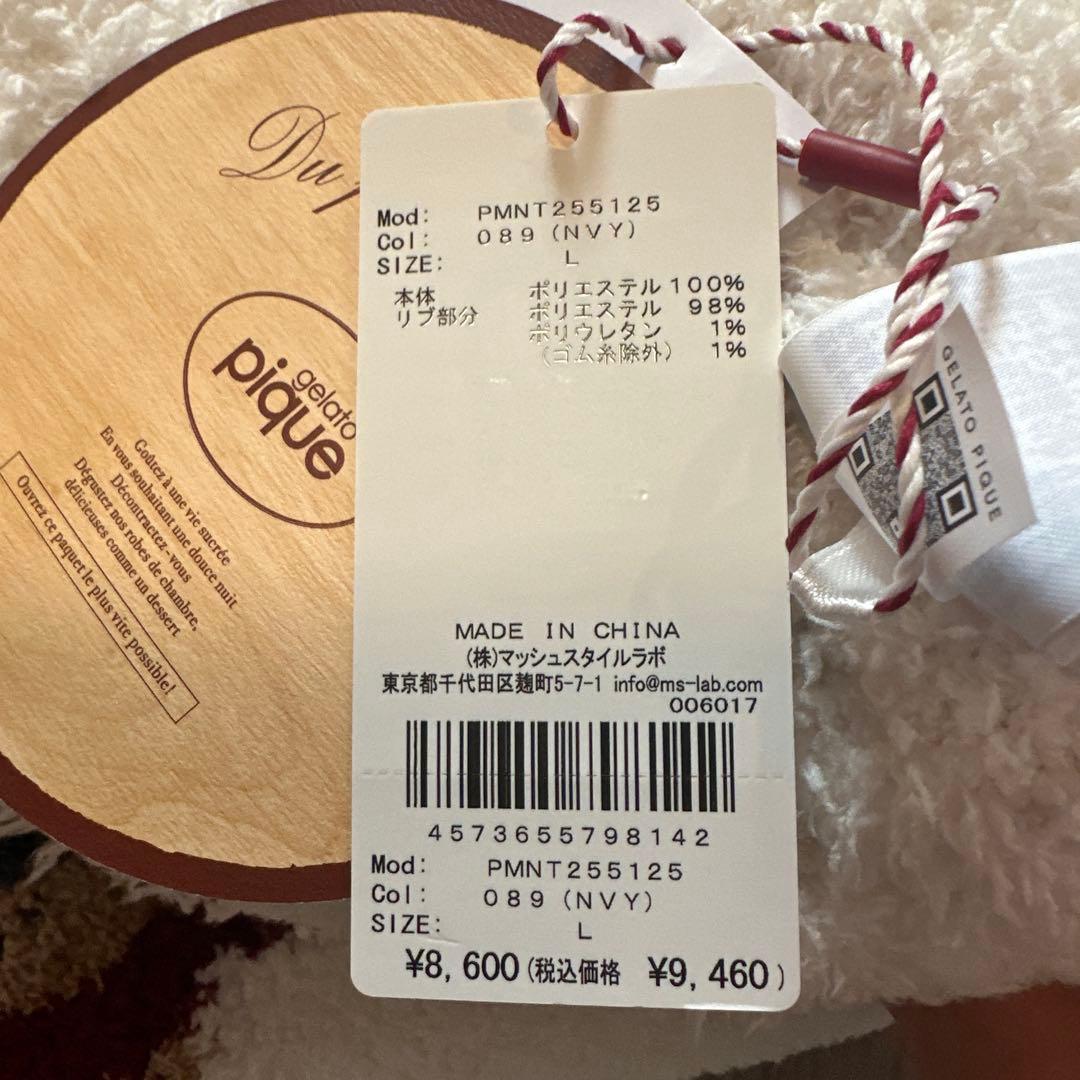 Du
gelato
pique
Goûtez à une vie sucrée
En vous souhaitant une douce nuit
Décontractez-vous
Dégustez nos robes de chambre,
délicieuses comme un dessert
Ouvrez ce paquet le plus vite possible!
Mod: PMNT255125
Col: 089 (NVY)
SIZE: L
本体 ポリエステル 100%
リブ部分 ポリエステル 98%
ポリウレタン 1%
(ゴム糸除外) 1%
MADE IN CHINA
(株)マッシュスタイルラボ
東京都千代田区麹町5-7-1 info@ms-lab.com
006017
4573655798142
Mod: PMNT255125
Col: 089 (NVY)
SIZE: L
¥8,600(税込価格 ¥9,460)
GELATO PIQUE